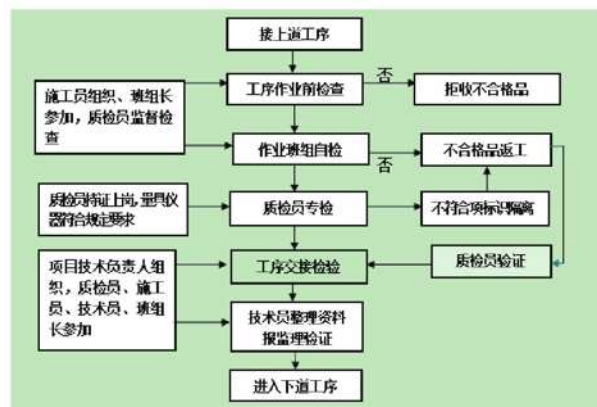 接上道工序
施工员组织、班组长
参加，质检员监督检
查
工序作业前检查
否
拒收不合格品
作业班组自检
否
不合格品返工
质检员持证上岗，量具仪
器符合规定要求
质检员专检
不符合项标识隔离
项目技术负责人组
织，质检员、施工
员、技术员、班组
长参加
工序交接检验
质检员验证
技术员整理资料
报监理验证
进入下道工序